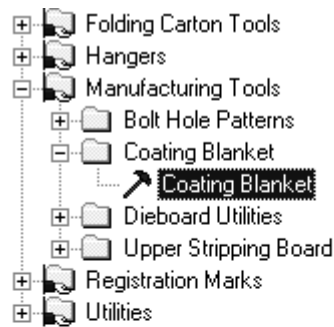 Folding Carton Tools
Hangers
Manufacturing Tools
Bolt Hole Patterns
Coating Blanket
Coating Blanket
Dieboard Utilities
Upper Stripping Board
Registration Marks
Utilities